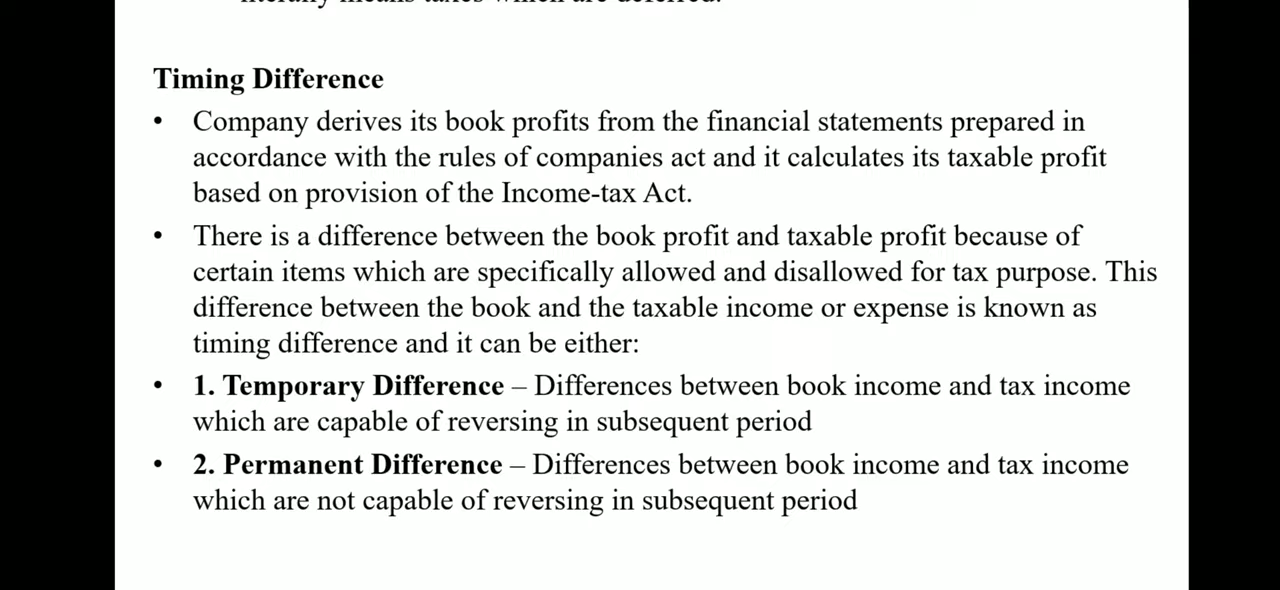 literally means taxes which are deferred.
Timing Difference
• Company derives its book profits from the financial statements prepared in
accordance with the rules of companies act and it calculates its taxable profit
based on provision of the Income-tax Act.
• There is a difference between the book profit and taxable profit because of
certain items which are specifically allowed and disallowed for tax purpose. This
difference between the book and the taxable income or expense is known as
timing difference and it can be either:
• 1. Temporary Difference – Differences between book income and tax income
which are capable of reversing in subsequent period
• 2. Permanent Difference – Differences between book income and tax income
which are not capable of reversing in subsequent period